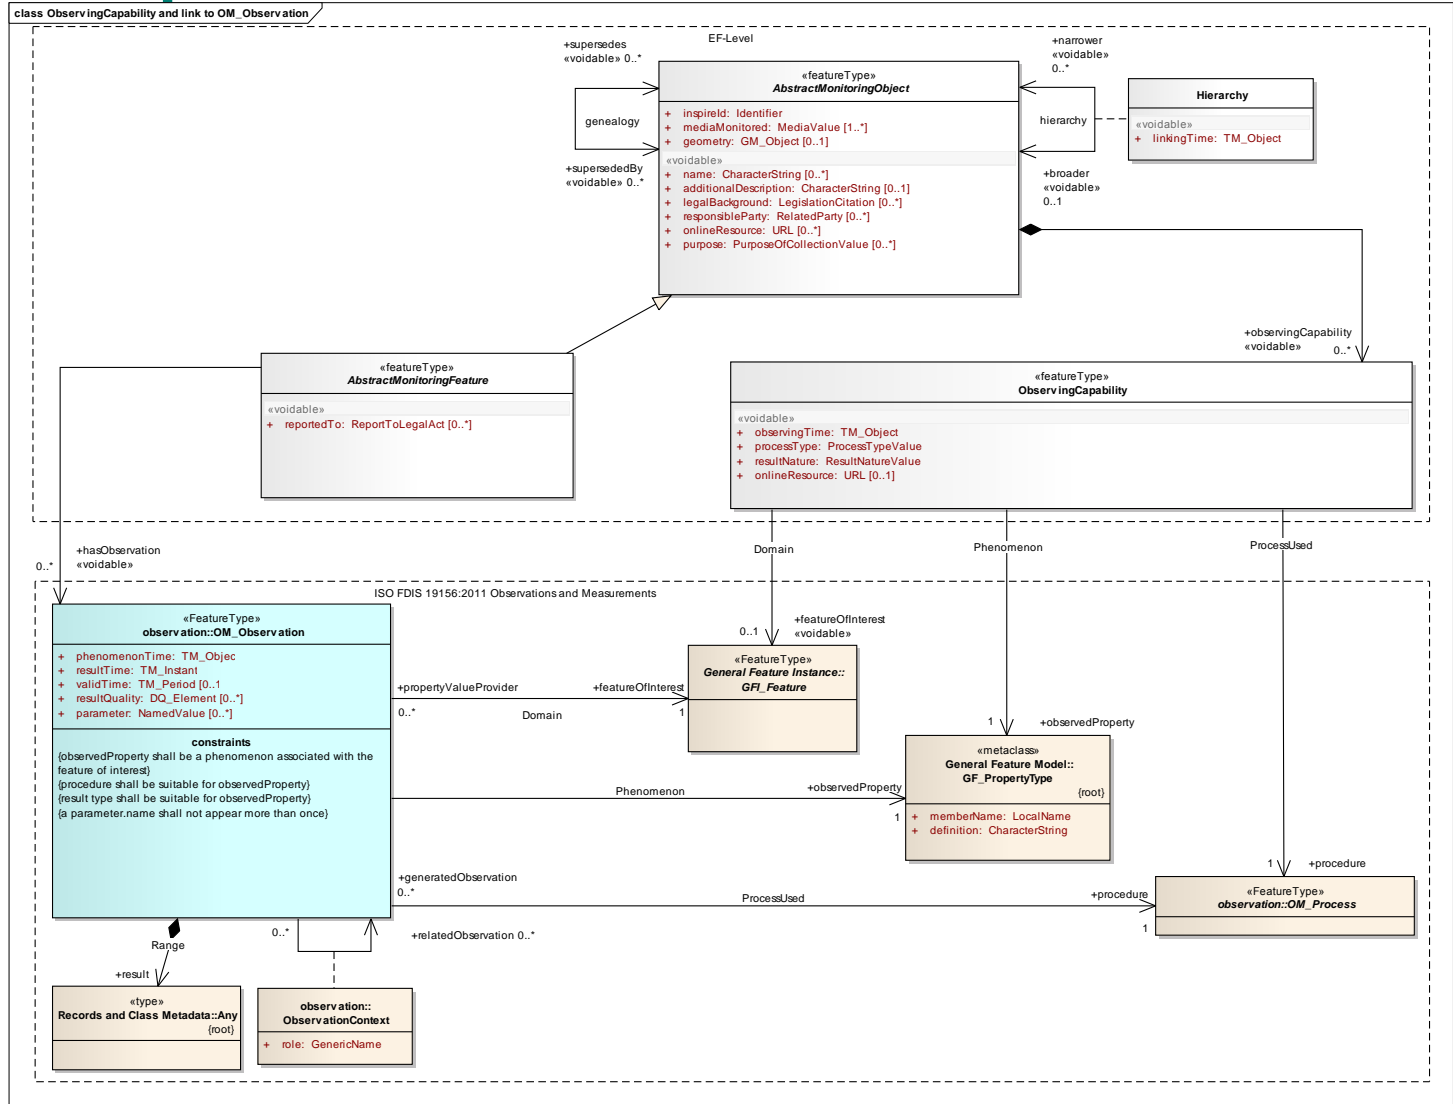 class ObservingCapability and link to OM_Observation
EF-Level
+supersedes
«voidable» 0..*
genealogy
+supersededBy
«voidable» 0..*
«featureType»
AbstractMonitoringObject
+ inspireId: Identifier
+ mediaMonitored: MediaValue [1..*]
+ geometry: GM_Object [0..1]
«voidable»
+ name: CharacterString [0..*]
+ additionalDescription: CharacterString [0..1]
+ legalBackground: LegislationCitation [0..*]
+ responsibleParty: RelatedParty [0..*]
+ onlineResource: URL [0..*]
+ purpose: PurposeOfCollectionValue [0..*]
+narrower
«voidable»
0..*
hierarchy
+broader
«voidable»
0..1
Hierarchy
«voidable»
+ linkingTime: TM_Object
+observingCapability
«voidable»
0..*
«featureType»
AbstractMonitoringFeature
«voidable»
+ reportedTo: ReportToLegalAct [0..*]
«featureType»
ObservingCapability
«voidable»
+ observingTime: TM_Object
+ processType: ProcessTypeValue
+ resultNature: ResultNatureValue
+ onlineResource: URL [0..1]
+hasObservation
«voidable»
0..*
Domain
Phenomenon
ProcessUsed
ISO FDIS 19156:2011 Observations and Measurements
«FeatureType»
observation::OM_Observation
+ phenomenonTime: TM_Objec
+ resultTime: TM_Instant
+ validTime: TM_Period [0..1
+ resultQuality: DQ_Element [0..*]
+ parameter: NamedValue [0..*]
constraints
{observedProperty shall be a phenomenon associated with the
feature of interest}
{procedure shall be suitable for observedProperty}
{result type shall be suitable for observedProperty}
{a parameter.name shall not appear more than once}
+featureOfInterest
«voidable»
0..1
«FeatureType»
General Feature Instance::
GFI_Feature
+propertyValueProvider
0..*
Domain
+featureOfInterest
1
1
+observedProperty
«metaclass»
General Feature Model::
GF_PropertyType
{root}
+ memberName: LocalName
+ definition: CharacterString
Phenomenon
+observedProperty
1
1
+procedure
«FeatureType»
observation::OM_Process
+generatedObservation
0..*
ProcessUsed
+procedure
1
0..*
+relatedObservation 0..*
Range
+result
«type»
Records and Class Metadata::Any
{root}
observation::
ObservationContext
+ role: GenericName